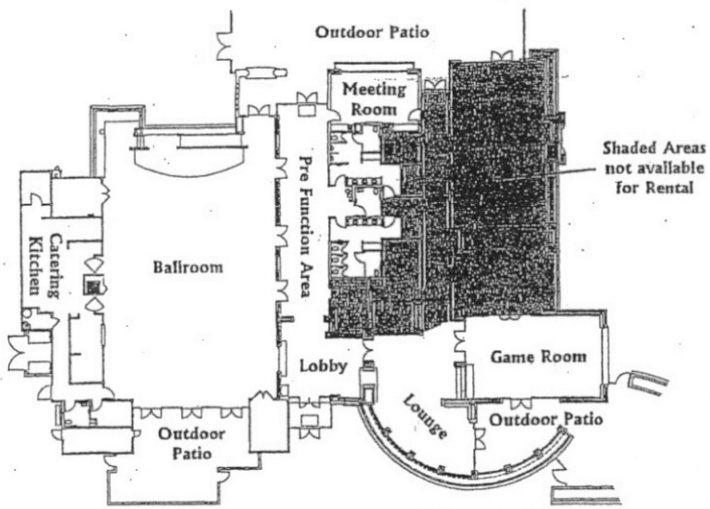 Outdoor Patio
Meeting
Room
Shaded Areas
not available
for Rental
Pre Function Area
Catering
Kitchen
Ballroom
Lobby
Game Room
Lounge
Outdoor Patio
Outdoor
Patio